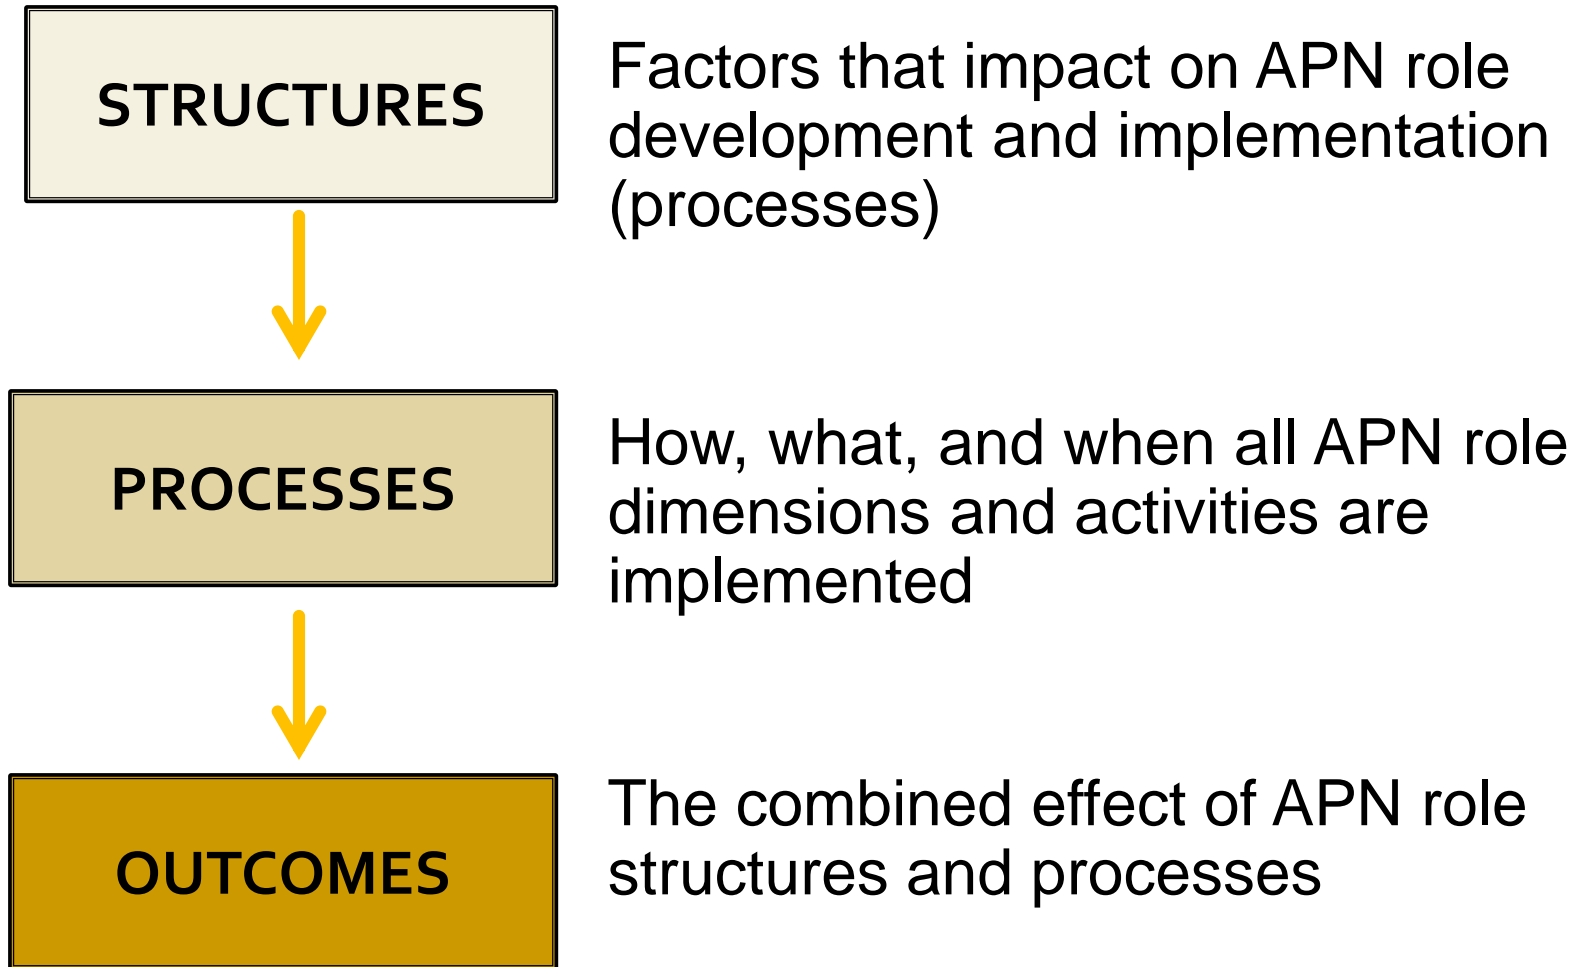 STRUCTURES
Factors that impact on APN role
development and implementation
(processes)
PROCESSES
How, what, and when all APN role
dimensions and activities are
implemented
OUTCOMES
The combined effect of APN role
structures and processes